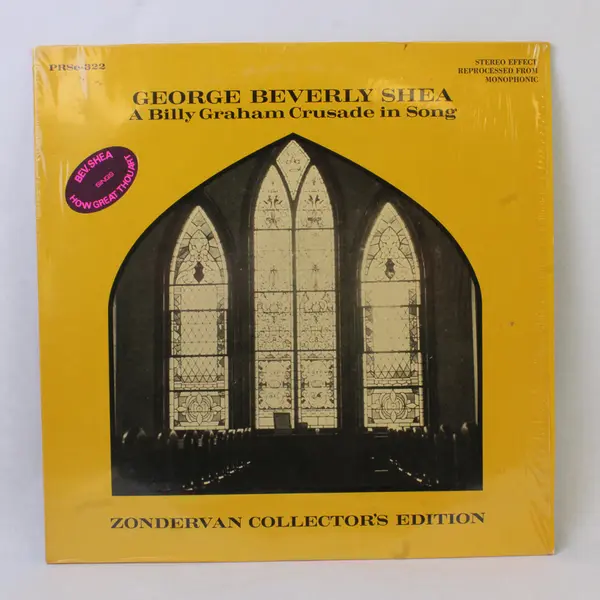 PRSe-322
STEREO EFFECT
REPROCESSED FROM
MONOPHONIC
GEORGE BEVERLY SHEA
A Billy Graham Crusade in Song
BEV. SHEA
SINGS
HOW GREAT THOU ART
ZONDERVAN COLLECTOR'S EDITION